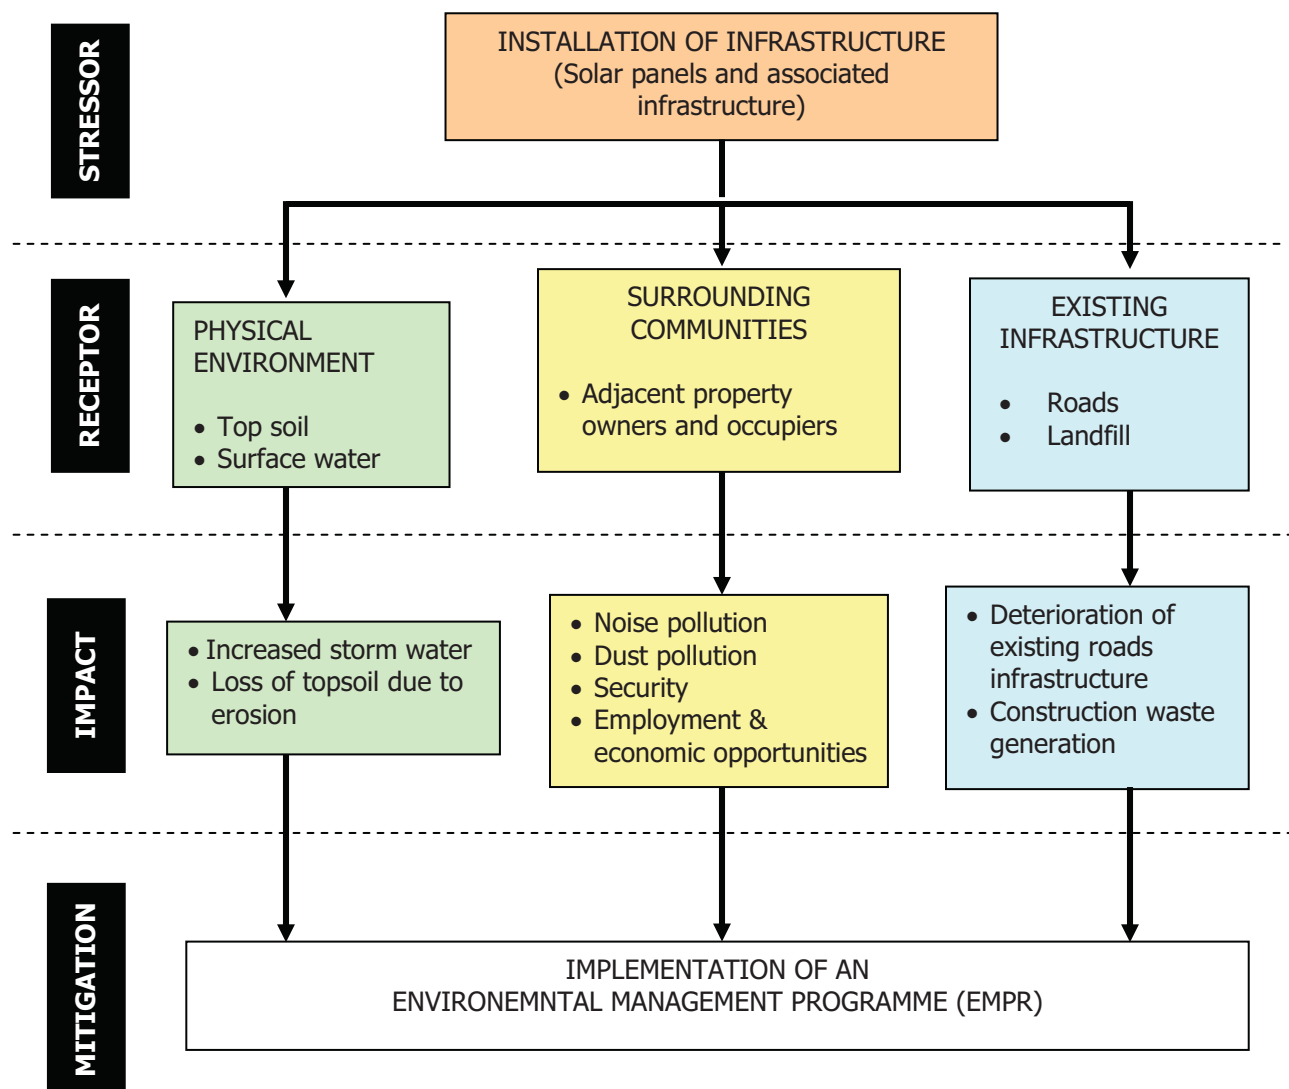 STRESSOR
INSTALLATION OF INFRASTRUCTURE
(Solar panels and associated
infrastructure)
RECEPTOR
PHYSICAL
ENVIRONMENT
• Top soil
• Surface water
SURROUNDING
COMMUNITIES
• Adjacent property
owners and occupiers
EXISTING
INFRASTRUCTURE
• Roads
• Landfill
IMPACT
• Increased storm water
• Loss of topsoil due to
erosion
• Noise pollution
• Dust pollution
• Security
• Employment &
economic opportunities
• Deterioration of
existing roads
infrastructure
• Construction waste
generation
MITIGATION
IMPLEMENTATION OF AN
ENVIRONEMNTAL MANAGEMENT PROGRAMME (EMPR)